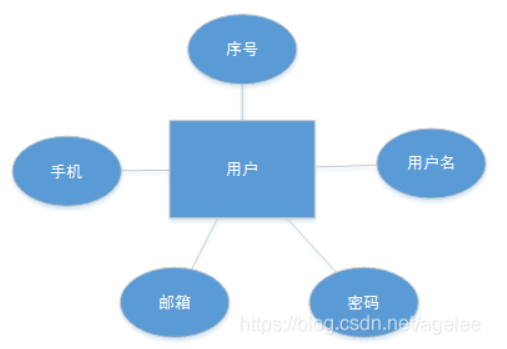 序号
手机
用户
用户名
邮箱
密码
https://blog.csdn.net/agelee